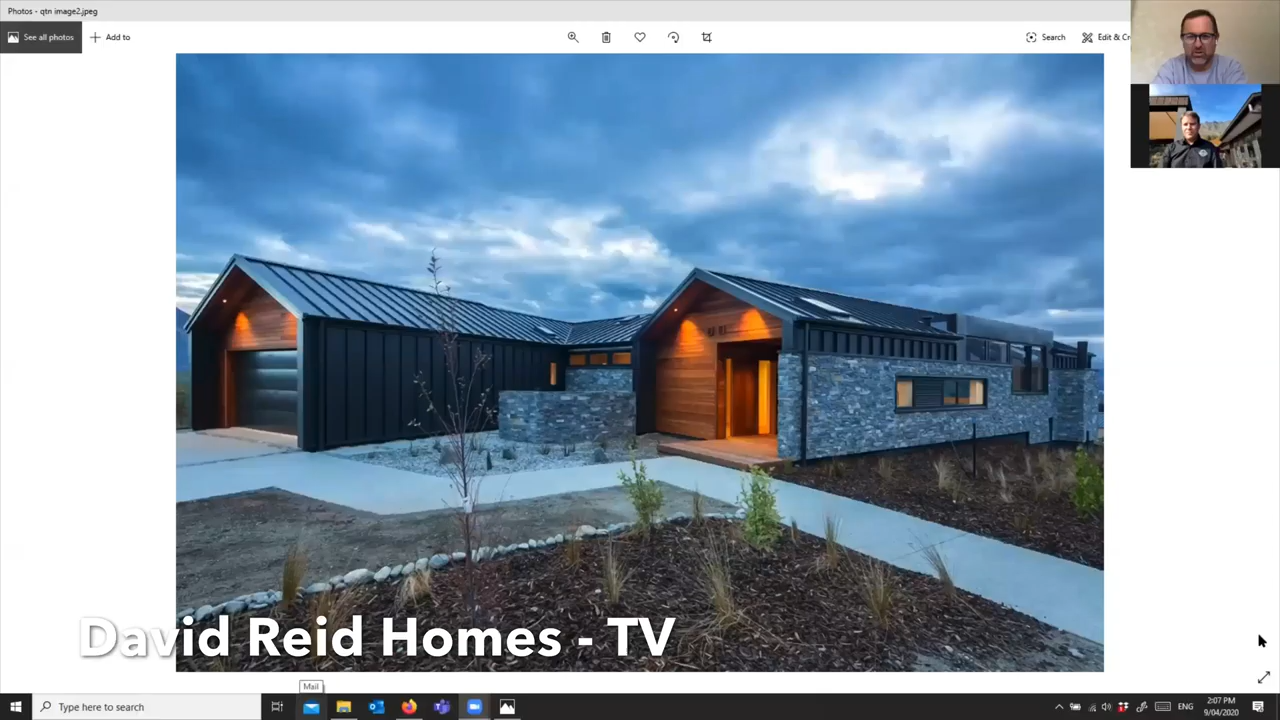 Photos - qtn image2.jpeg
See all photos
Add to
Search
Edit & Cr
David Reid Homes - TV
Mail
Type here to search
ENG
2:07 PM
9/04/2020